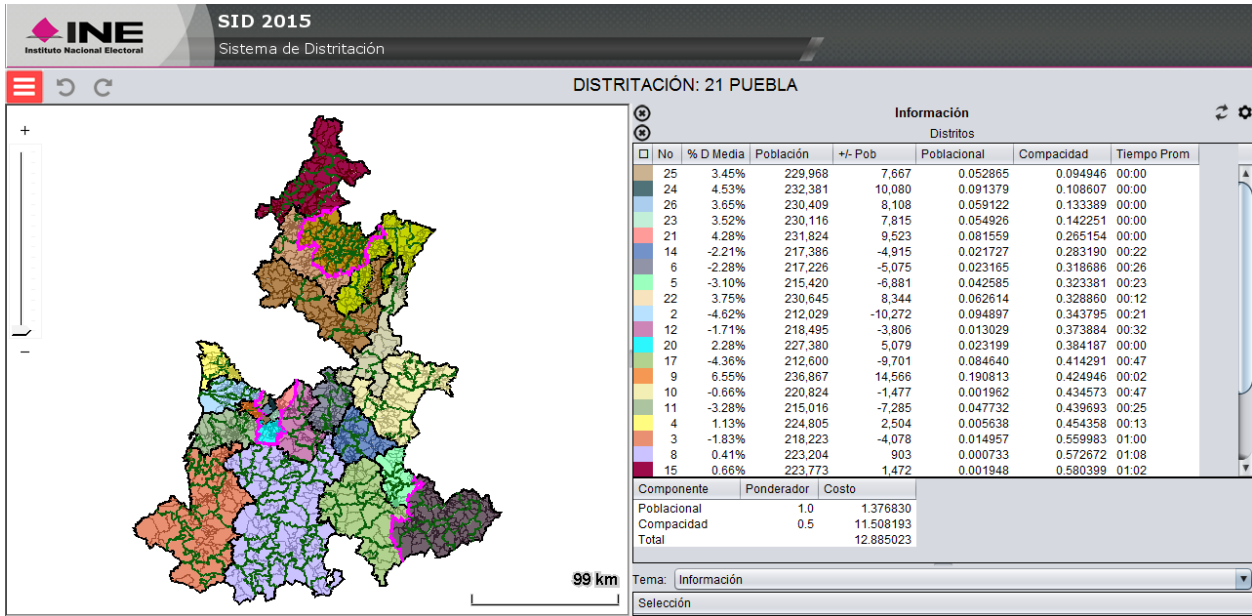 INE
Instituto Nacional Electoral
SID 2015
Sistema de Distritación
DISTRITACIÓN: 21 PUEBLA
+
−
99 km
Información
Distritos
No % D Media Población +/- Pob Poblacional Compacidad Tiempo Prom
25 3.45% 229,968 7,667 0.052865 0.094946 00:00
24 4.53% 232,381 10,080 0.091379 0.108607 00:00
26 3.65% 230,409 8,108 0.059122 0.133389 00:00
23 3.52% 230,116 7,815 0.054926 0.142251 00:00
21 4.28% 231,824 9,523 0.081559 0.265154 00:00
14 -2.21% 217,386 -4,915 0.021727 0.283190 00:22
6 -2.28% 217,226 -5,075 0.023165 0.318686 00:26
5 -3.10% 215,420 -6,881 0.042585 0.323381 00:23
22 3.75% 230,645 8,344 0.062614 0.328860 00:12
2 -4.62% 212,029 -10,272 0.094897 0.343795 00:21
12 -1.71% 218,495 -3,806 0.013029 0.373884 00:32
20 2.28% 227,380 5,079 0.023199 0.384187 00:00
17 -4.36% 212,600 -9,701 0.084640 0.414291 00:47
9 6.55% 236,867 14,566 0.190813 0.424946 00:02
10 -0.66% 220,824 -1,477 0.001962 0.434573 00:47
11 -3.28% 215,016 -7,285 0.047732 0.439693 00:25
4 1.13% 224,805 2,504 0.005638 0.454358 00:13
3 -1.83% 218,223 -4,078 0.014957 0.559983 01:00
8 0.41% 223,204 903 0.000733 0.572672 01:08
15 0.66% 223,773 1,472 0.001948 0.580399 01:02
Componente Ponderador Costo
Poblacional 1.0 1.376830
Compacidad 0.5 11.508193
Total 12.885023
Tema: Información
Selección